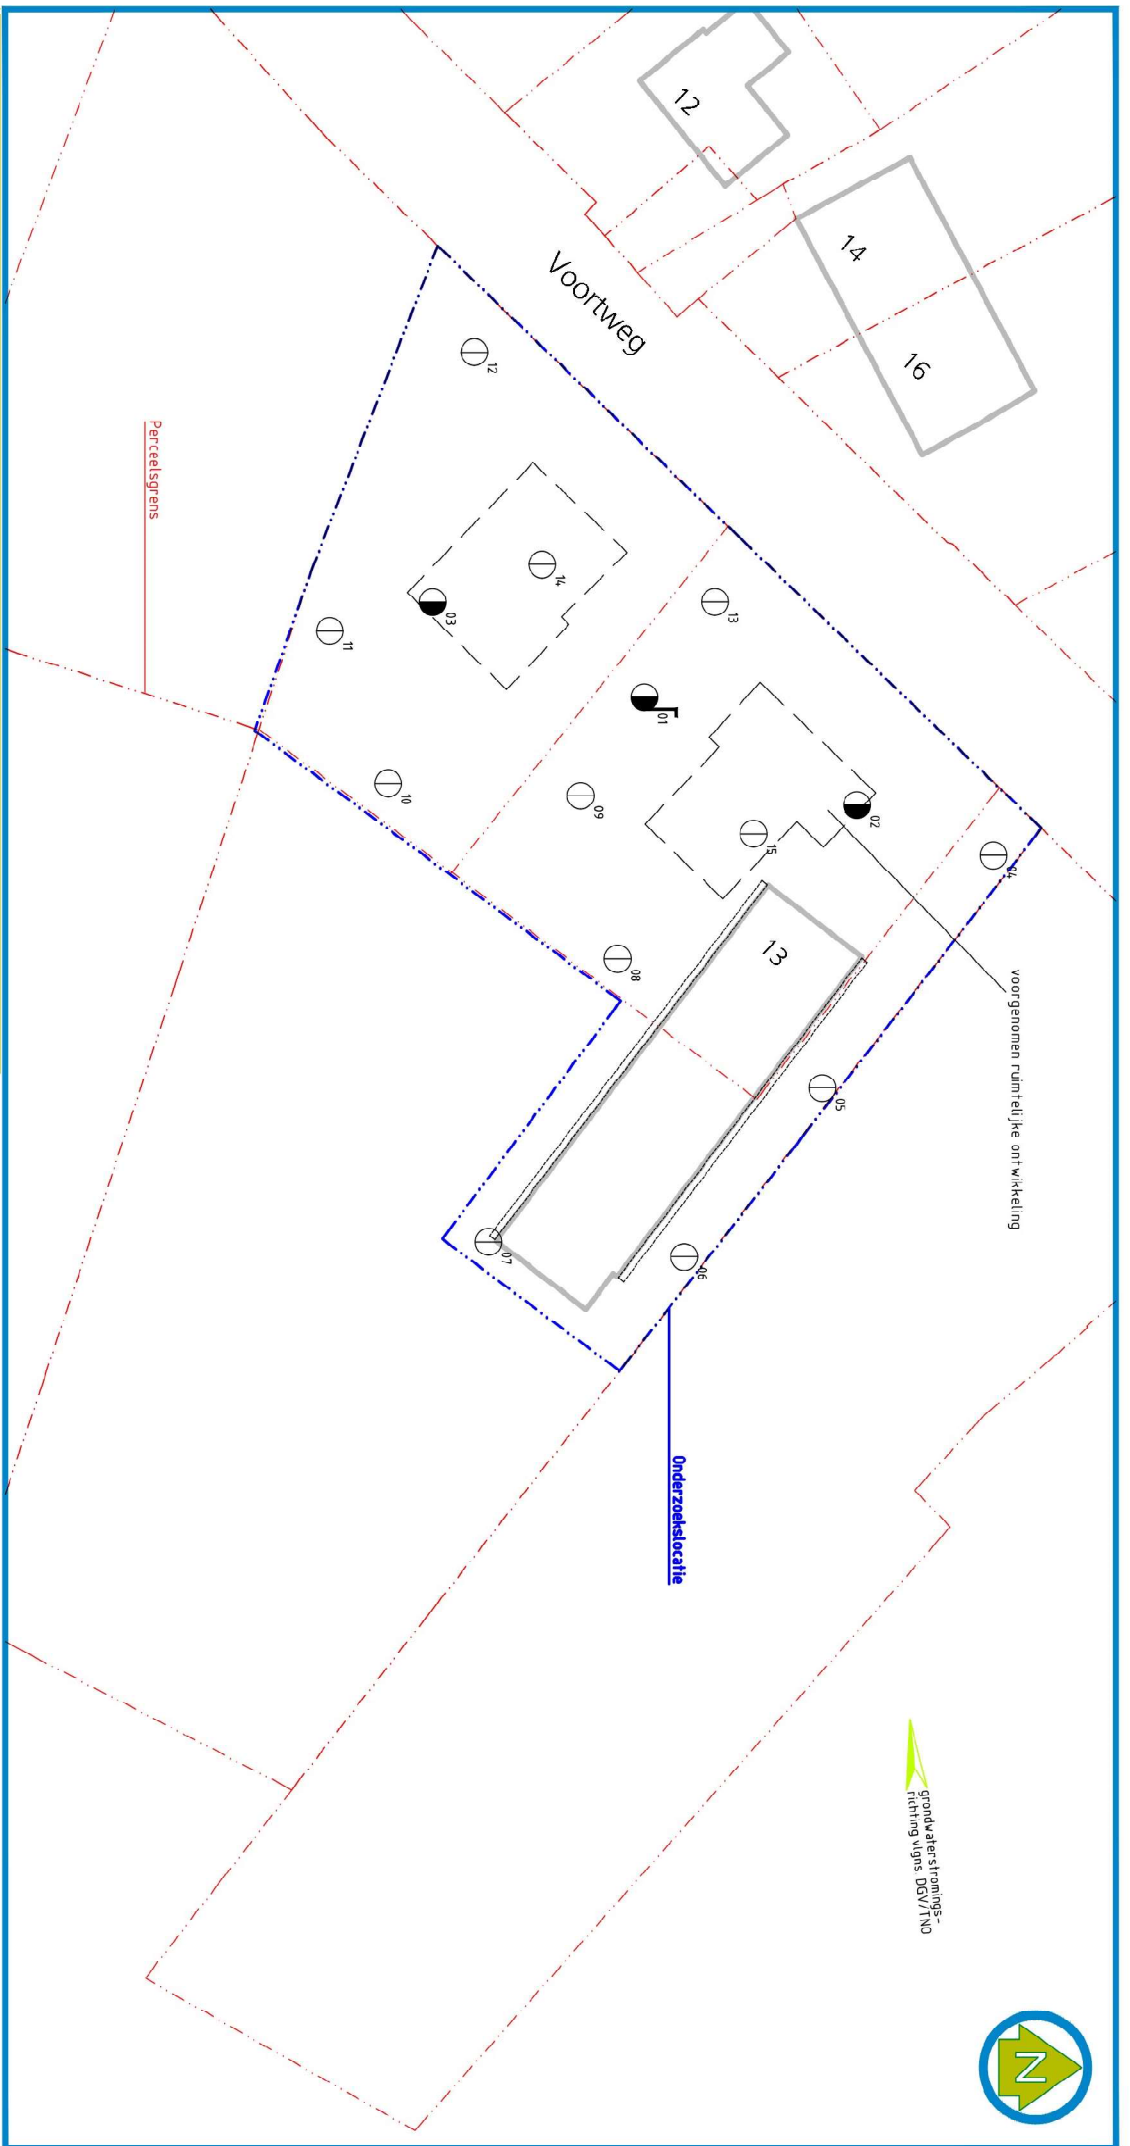 12
14
16
Voortweg
12
Perceelsgrens
14
03
11
13
01
10
09
02
15
04
08
13
voorgenomen ruimtelijke ontwikkeling
05
07
06
Onderzoekslocatie
grondwaterstromings-
richting vlgns. DGV/TNO
N